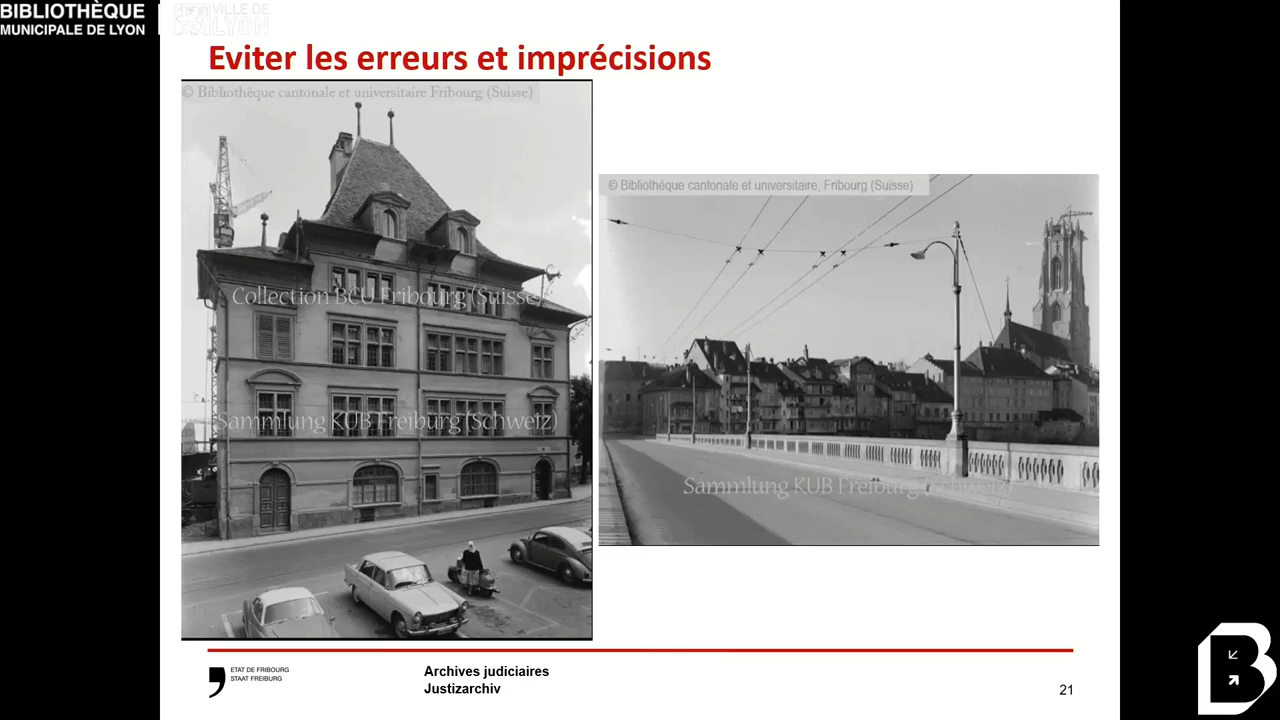 BIBLIOTHÈQUE
MUNICIPALE DE LYON
VILLE DE
LYON
Eviter les erreurs et imprécisions
© Bibliothèque cantonale et universitaire Fribourg (Suisse)
Collection BCU Fribourg (Suisse)
Sammlung KUB Freiburg (Schweiz)
© Bibliothéque cantonale et universitaire, Fribourg (Suisse)
Sammlung KUB Freiburg (Schweiz)
ETAT DE FRIBOURG
STAAT FREIBURG
Archives judiciaires
Justizarchiv
21
B